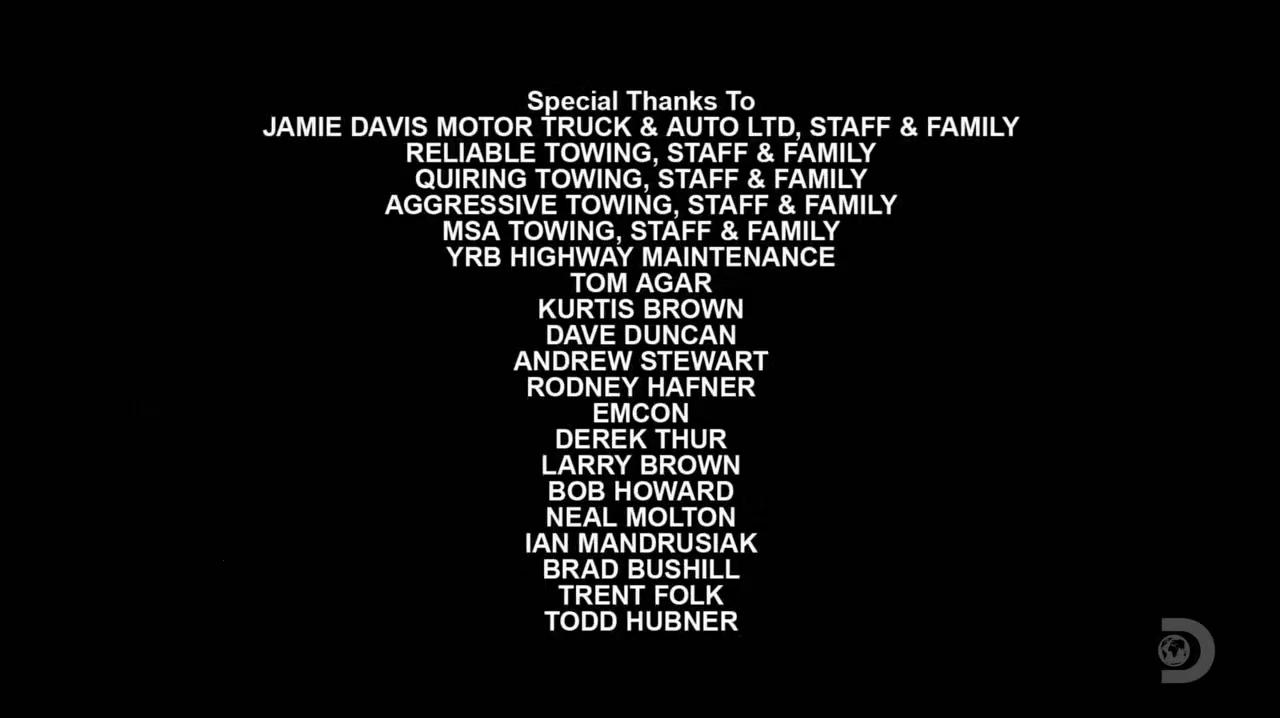 Special Thanks To
JAMIE DAVIS MOTOR TRUCK & AUTO LTD, STAFF & FAMILY
RELIABLE TOWING, STAFF & FAMILY
QUIRING TOWING, STAFF & FAMILY
AGGRESSIVE TOWING, STAFF & FAMILY
MSA TOWING, STAFF & FAMILY
YRB HIGHWAY MAINTENANCE
TOM AGAR
KURTIS BROWN
DAVE DUNCAN
ANDREW STEWART
RODNEY HAFNER
EMCON
DEREK THUR
LARRY BROWN
BOB HOWARD
NEAL MOLTON
IAN MANDRUSIAK
BRAD BUSHILL
TRENT FOLK
TODD HUBNER
D